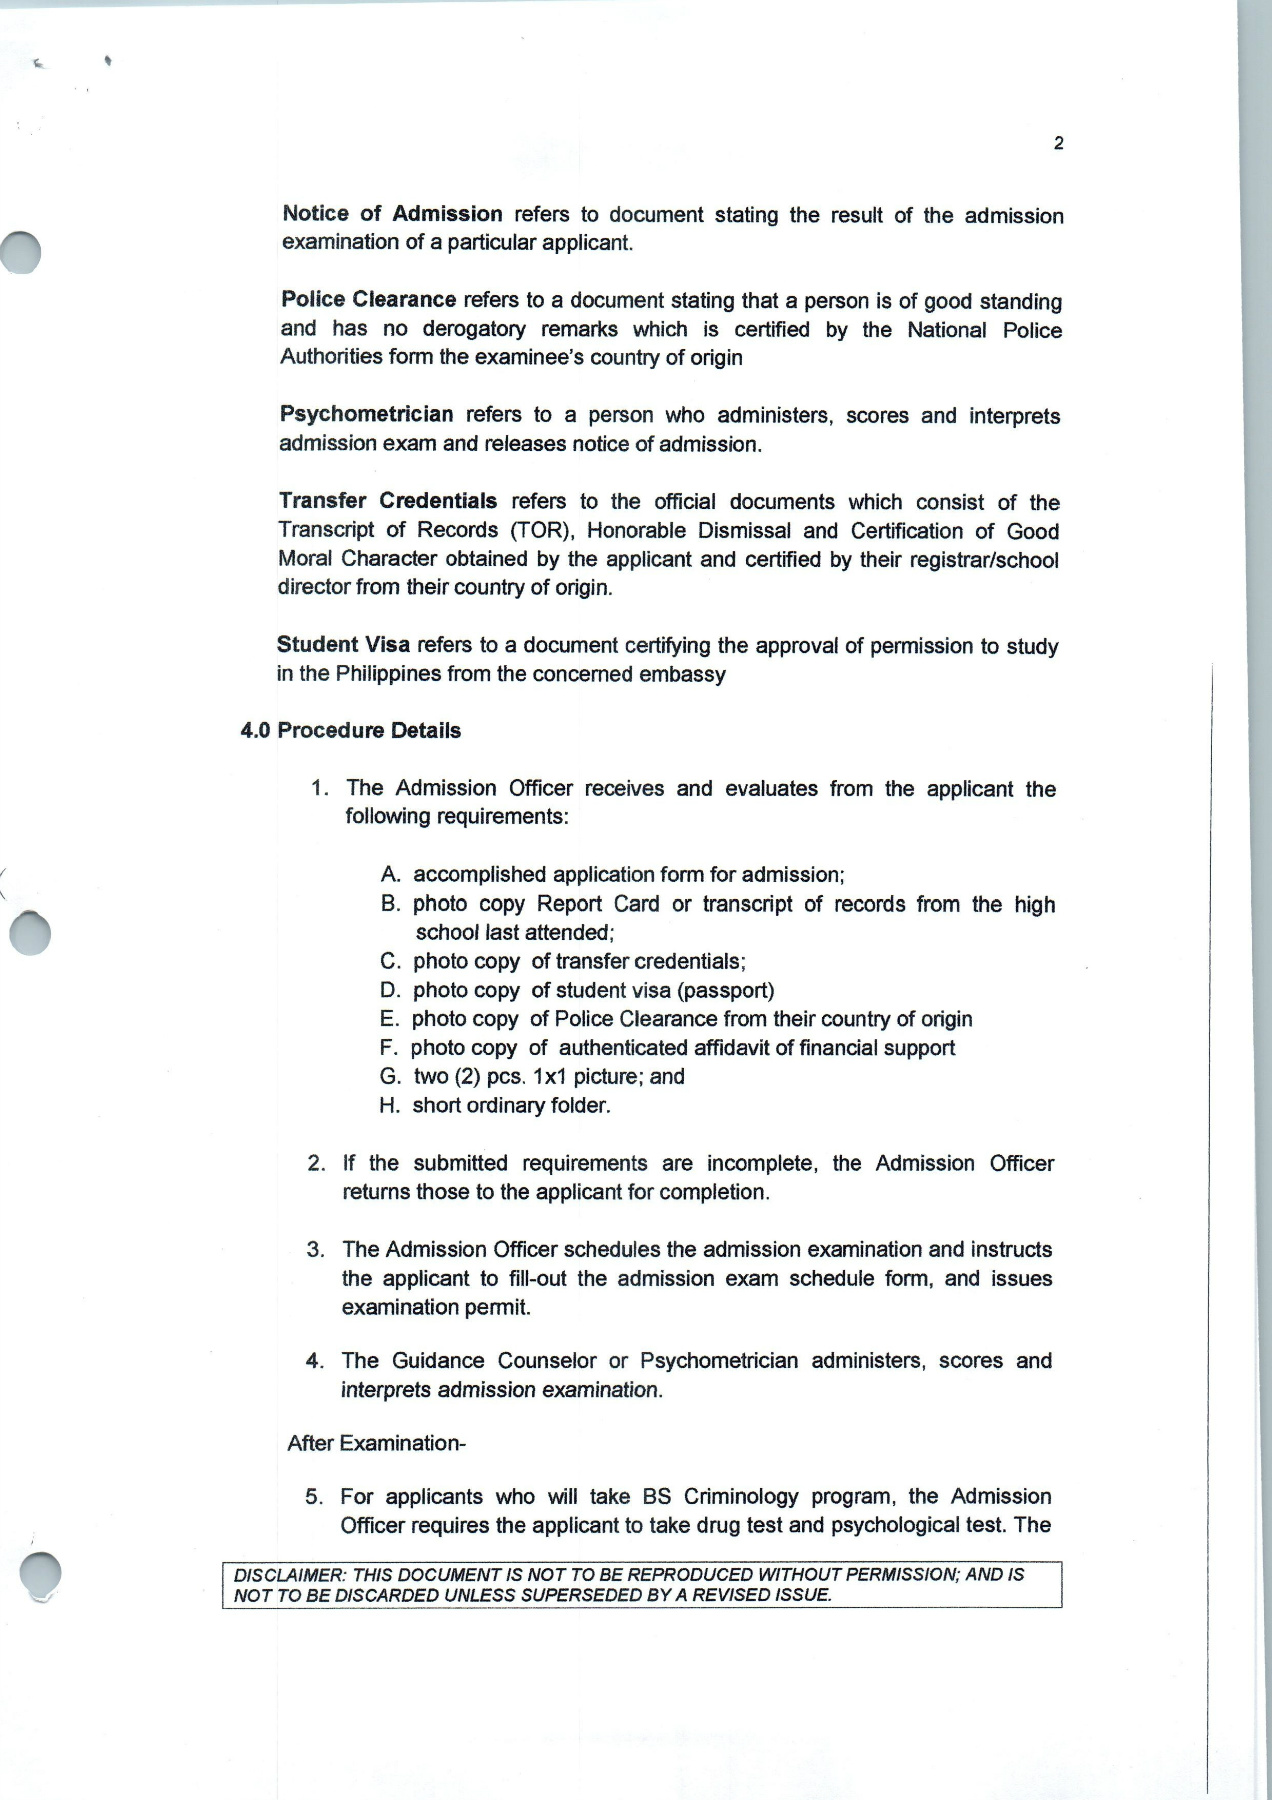 2
Notice of Admission refers to document stating the result of the admission
examination of a particular applicant.
Police Clearance refers to a document stating that a person is of good standing
and has no derogatory remarks which is certified by the National Police
Authorities form the examinee's country of origin
Psychometrician refers to a person who administers, scores and interprets
admission exam and releases notice of admission.
Transfer Credentials refers to the official documents which consist of the
Transcript of Records (TOR), Honorable Dismissal and Certification of Good
Moral Character obtained by the applicant and certified by their registrar/school
director from their country of origin.
Student Visa refers to a document certifying the approval of permission to study
in the Philippines from the concerned embassy
4.0 Procedure Details
1. The Admission Officer receives and evaluates from the applicant the
following requirements:
A. accomplished application form for admission;
B. photo copy Report Card or transcript of records from the high
school last attended;
C. photo copy of transfer credentials;
D. photo copy of student visa (passport)
E. photo copy of Police Clearance from their country of origin
F. photo copy of authenticated affidavit of financial support
G. two (2) pcs. 1x1 picture; and
H. short ordinary folder.
2. If the submitted requirements are incomplete, the Admission Officer
returns those to the applicant for completion.
3. The Admission Officer schedules the admission examination and instructs
the applicant to fill-out the admission exam schedule form, and issues
examination permit.
4. The Guidance Counselor or Psychometrician administers, scores and
interprets admission examination.
After Examination-
5. For applicants who will take BS Criminology program, the Admission
Officer requires the applicant to take drug test and psychological test. The
DISCLAIMER: THIS DOCUMENT IS NOT TO BE REPRODUCED WITHOUT PERMISSION; AND IS
NOT TO BE DISCARDED UNLESS SUPERSEDED BY A REVISED ISSUE.